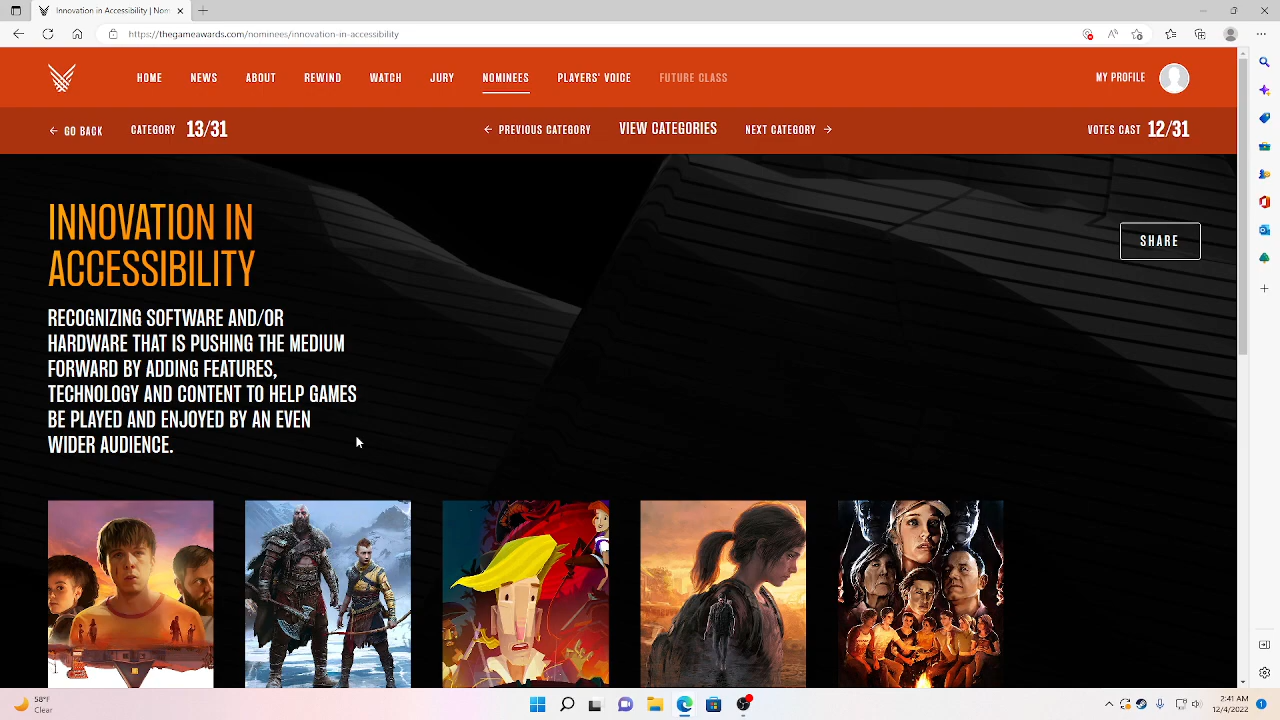 Innovation in Accessibility | Nom
https://thegameawards.com/nominees/innovation-in-accessibility
HOME NEWS ABOUT REWIND WATCH JURY NOMINEES PLAYERS' VOICE FUTURE CLASS MY PROFILE
GO BACK CATEGORY 13/31 PREVIOUS CATEGORY VIEW CATEGORIES NEXT CATEGORY VOTES CAST 12/31
INNOVATION IN
ACCESSIBILITY
SHARE
RECOGNIZING SOFTWARE AND/OR
HARDWARE THAT IS PUSHING THE MEDIUM
FORWARD BY ADDING FEATURES,
TECHNOLOGY AND CONTENT TO HELP GAMES
BE PLAYED AND ENJOYED BY AN EVEN
WIDER AUDIENCE.
58°F
Clear
2:41 AM
12/4/2022